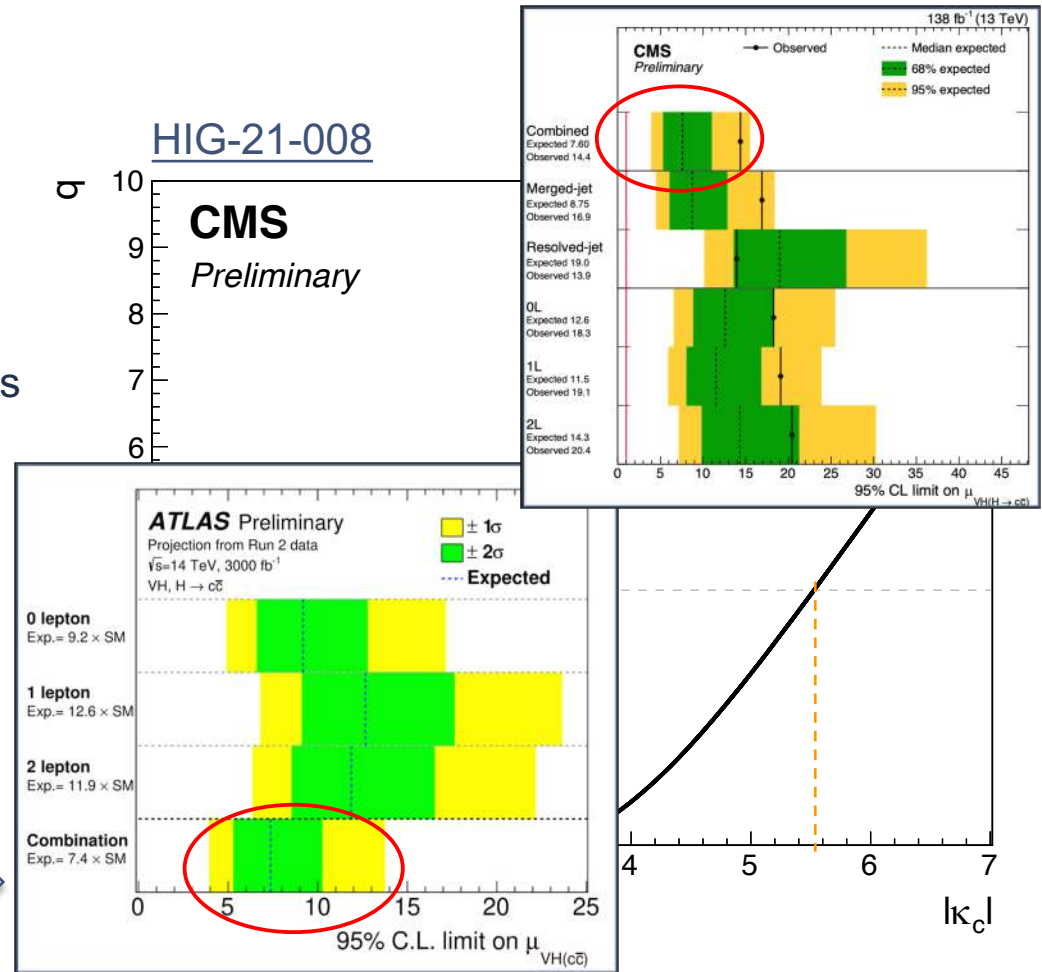 HIG-21-008
q
10
CMS
Preliminary
9
8
7
6
s
138 fb⁻¹ (13 TeV)
CMS
Preliminary
Observed
Median expected
68% expected
95% expected
Combined
Expected 7.60
Observed 14.4
Merged-jet
Expected 8.75
Observed 16.9
Resolved-jet
Expected 19.0
Observed 13.9
0L
Expected 12.6
Observed 18.3
1L
Expected 11.5
Observed 19.1
2L
Expected 14.3
Observed 20.4
0 5 10 15 20 25 30 35 40 45
95% CL limit on μ VH(H → cc̅)
ATLAS Preliminary
Projection from Run 2 data
√s=14 TeV, 3000 fb⁻¹
VH, H → cc̅
± 1σ
± 2σ
Expected
0 lepton
Exp.= 9.2 × SM
1 lepton
Exp.= 12.6 × SM
2 lepton
Exp.= 11.9 × SM
Combination
Exp.= 7.4 × SM
0 5 10 15 20 25
95% C.L. limit on μ VH(cc̅)
4 5 6 7
|κc|